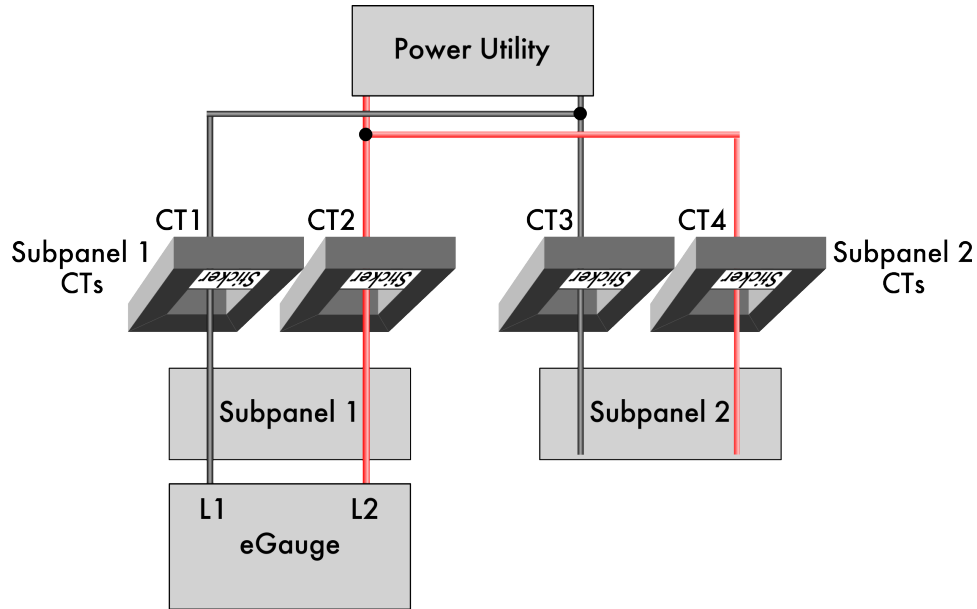 Power Utility
CT1
CT2
CT3
CT4
Subpanel 1
CTs
Sticker
Sticker
Sticker
Sticker
Subpanel 2
CTs
Subpanel 1
Subpanel 2
L1
L2
eGauge